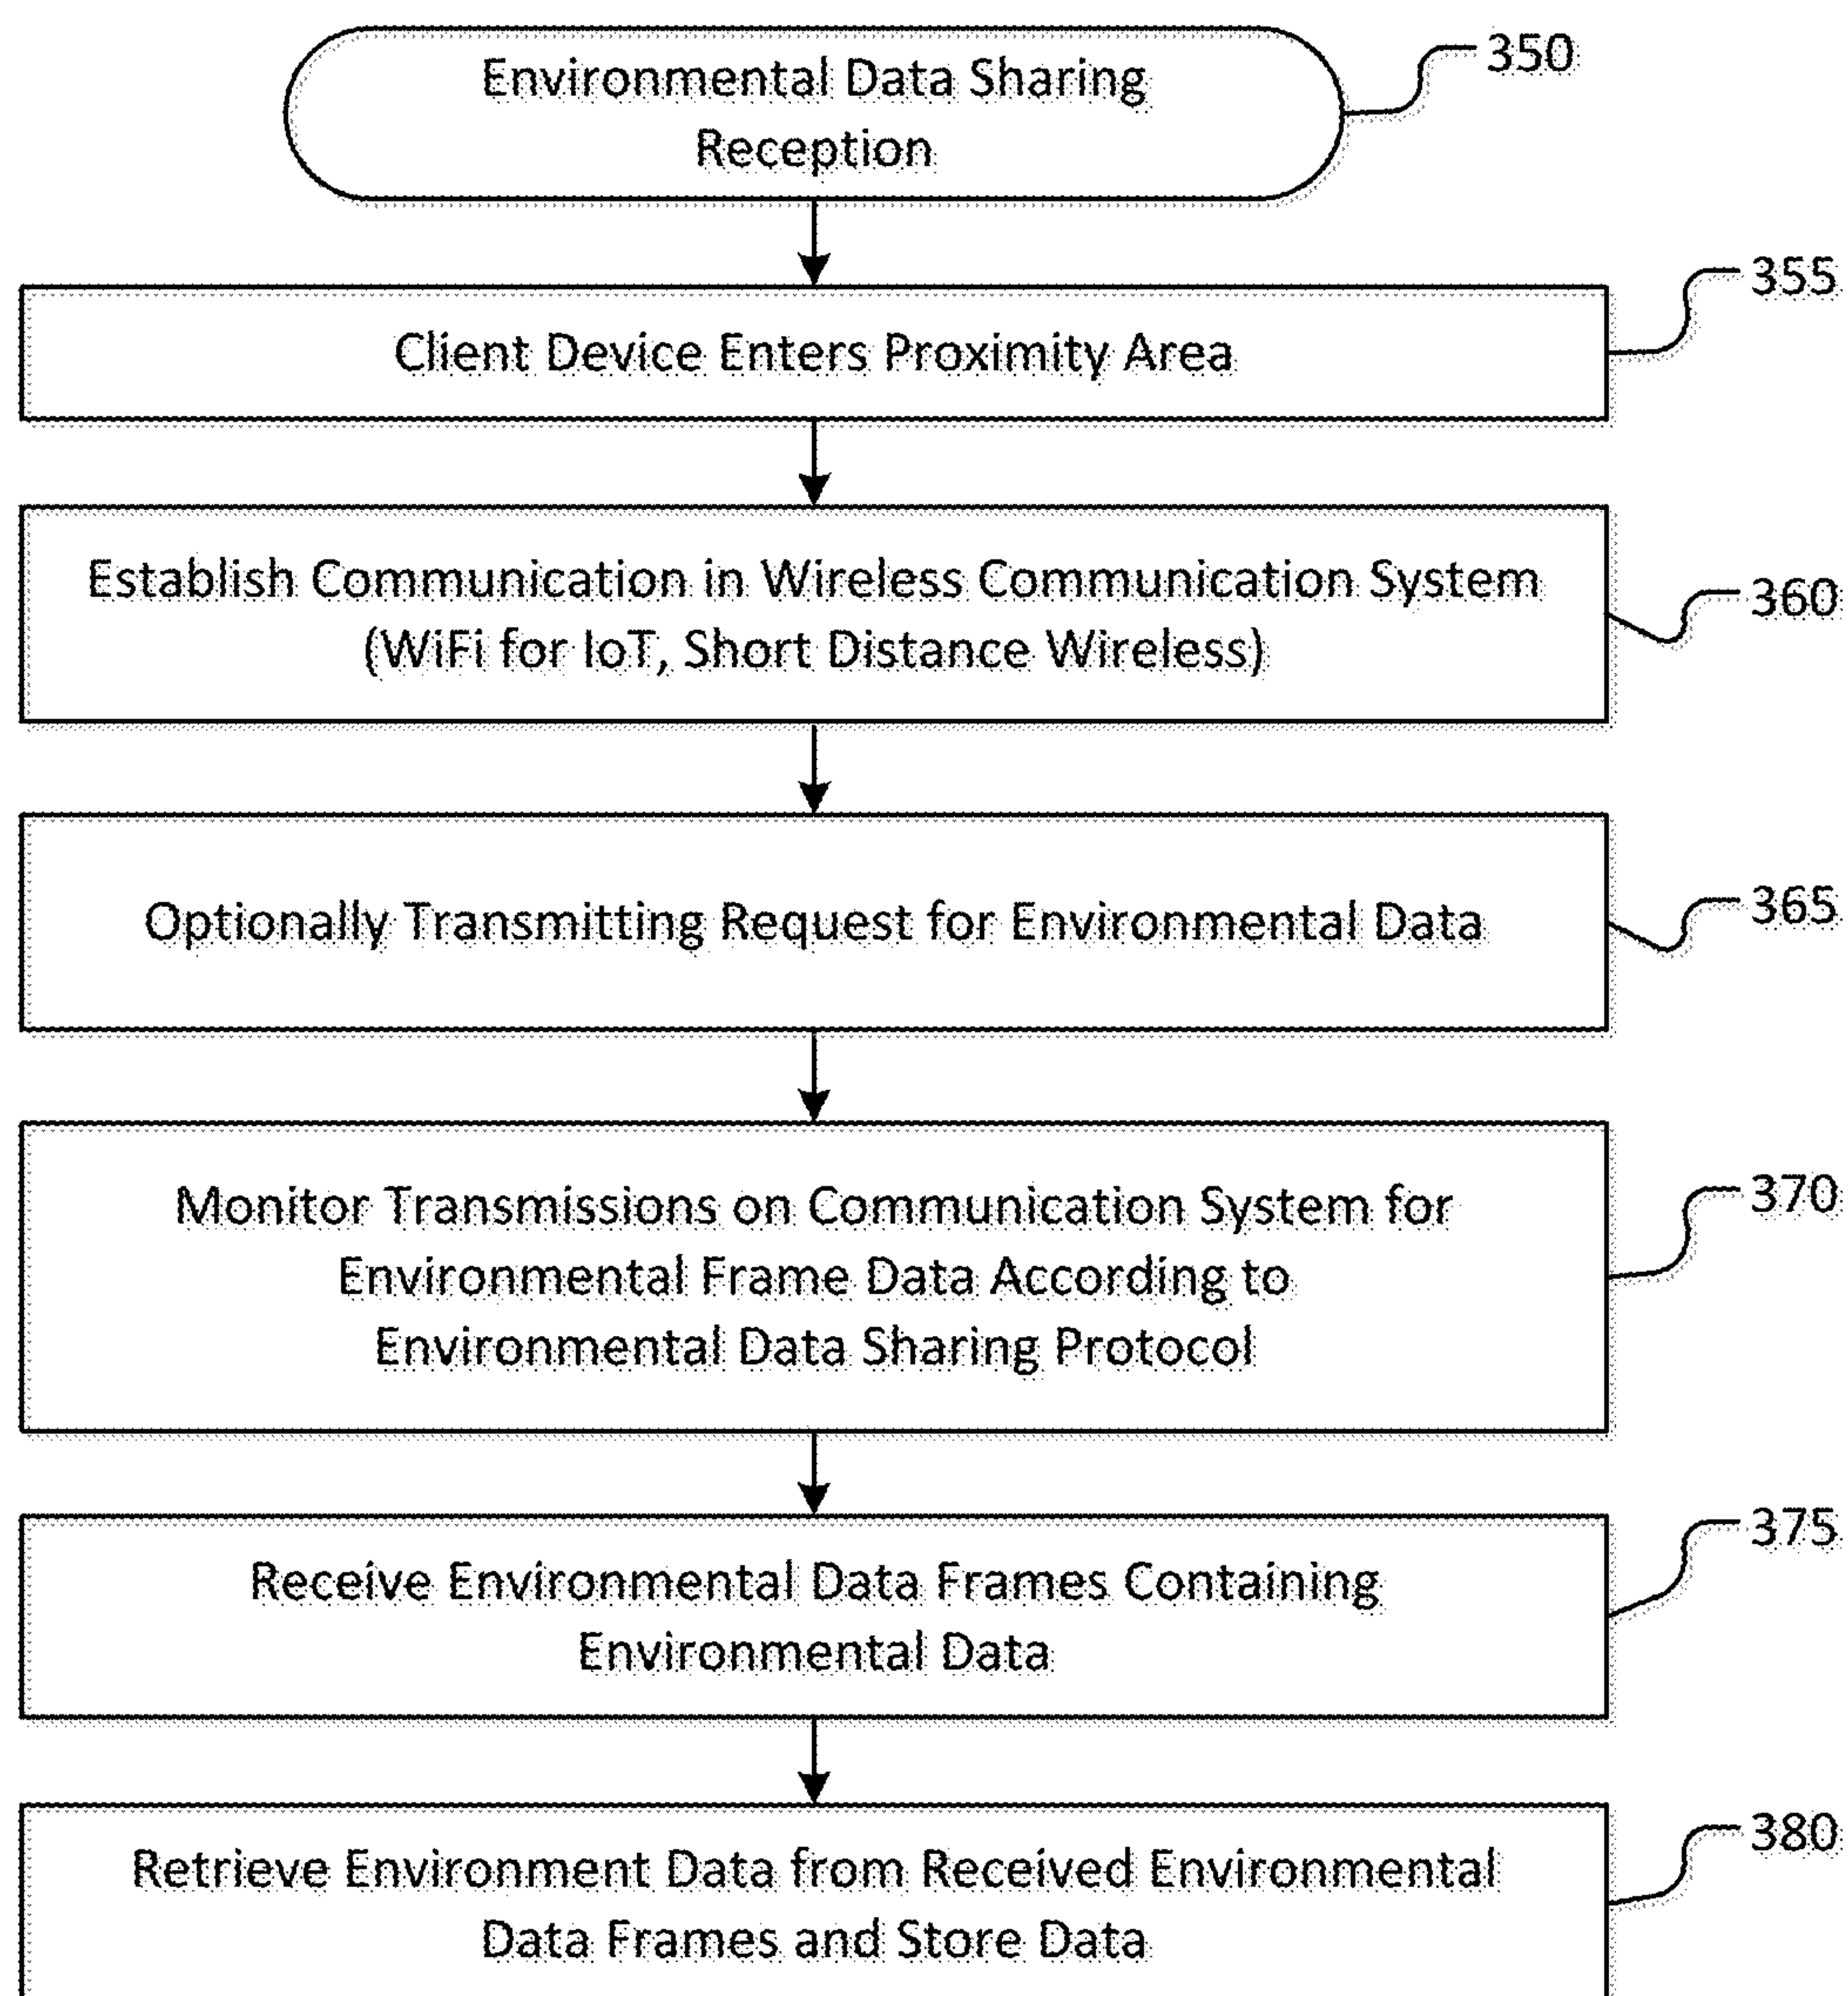 Environmental Data Sharing
Reception
350
355
Client Device Enters Proximity Area
Establish Communication in Wireless Communication System
(WiFi for IoT, Short Distance Wireless)
360
Optionally Transmitting Request for Environmental Data
365
Monitor Transmissions on Communication System for
Environmental Frame Data According to
Environmental Data Sharing Protocol
370
Receive Environmental Data Frames Containing
Environmental Data
375
Retrieve Environment Data from Received Environmental
Data Frames and Store Data
380